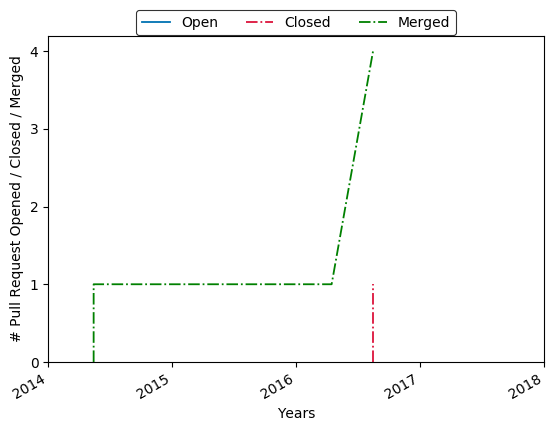 Open Closed Merged
# Pull Request Opened / Closed / Merged
4
3
2
1
0
2014 2015 2016 2017 2018
Years